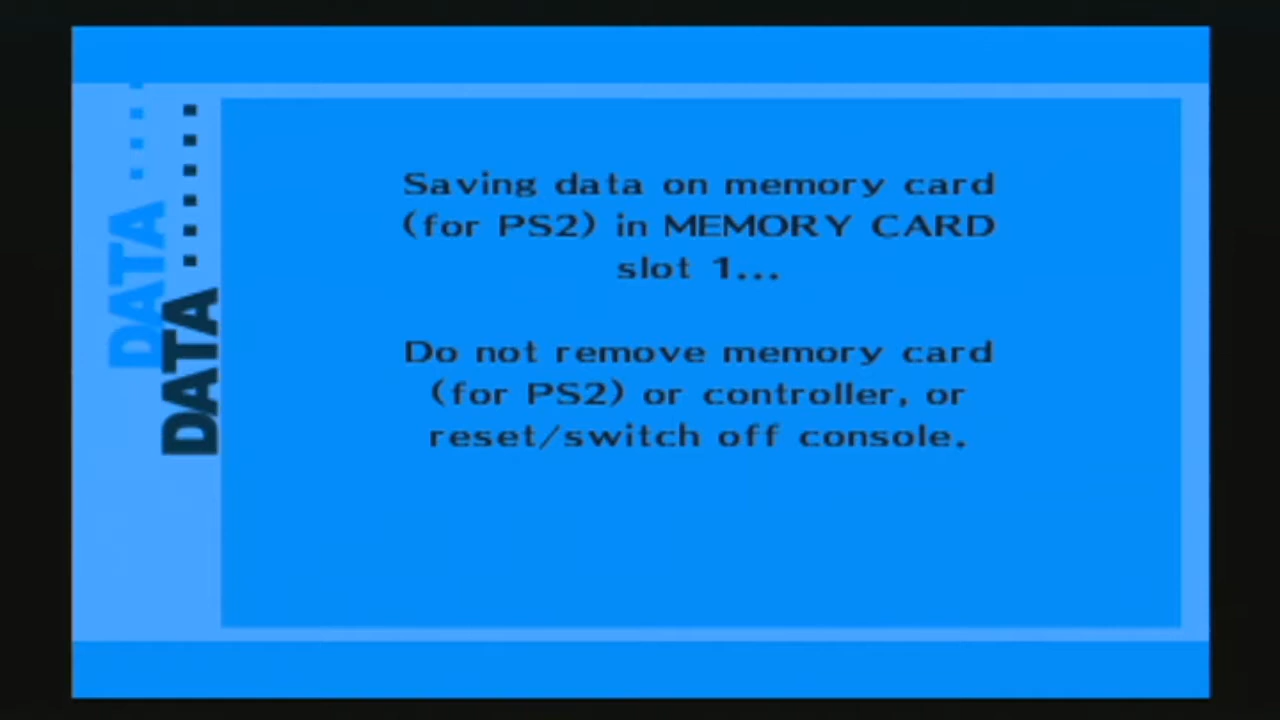 DATA
DATA
Saving data on memory card
(for PS2) in MEMORY CARD
slot 1...
Do not remove memory card
(for PS2) or controller, or
reset/switch off console.